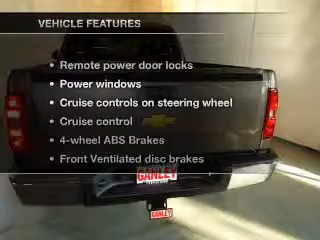 VEHICLE FEATURES
Remote power door locks
Power windows
Cruise controls on steering wheel
Cruise control
4-wheel ABS Brakes
Front Ventilated disc brakes
GANLEY
GANLEY